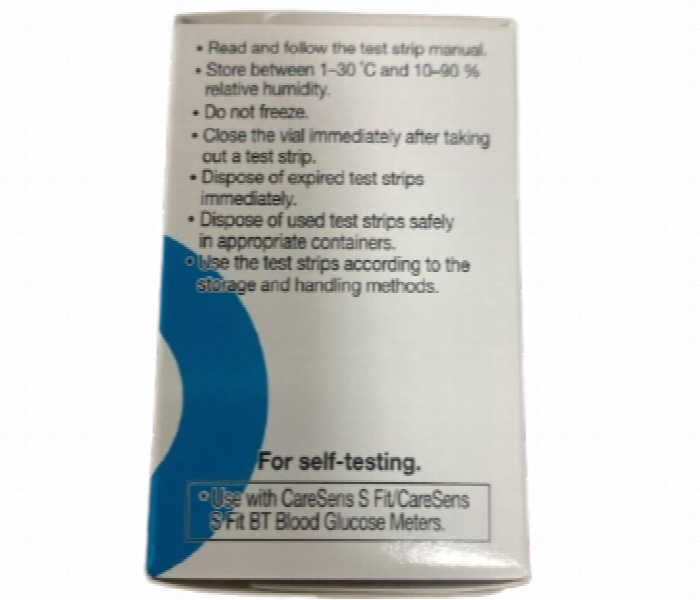 • Read and follow the test strip manual.
• Store between 1–30 ˚C and 10–90 %
relative humidity.
• Do not freeze.
• Close the vial immediately after taking
out a test strip.
• Dispose of expired test strips
immediately.
• Dispose of used test strips safely
in appropriate containers.
• Use the test strips according to the
storage and handling methods.
For self-testing.
• Use with CareSens S Fit/CareSens
S Fit BT Blood Glucose Meters.